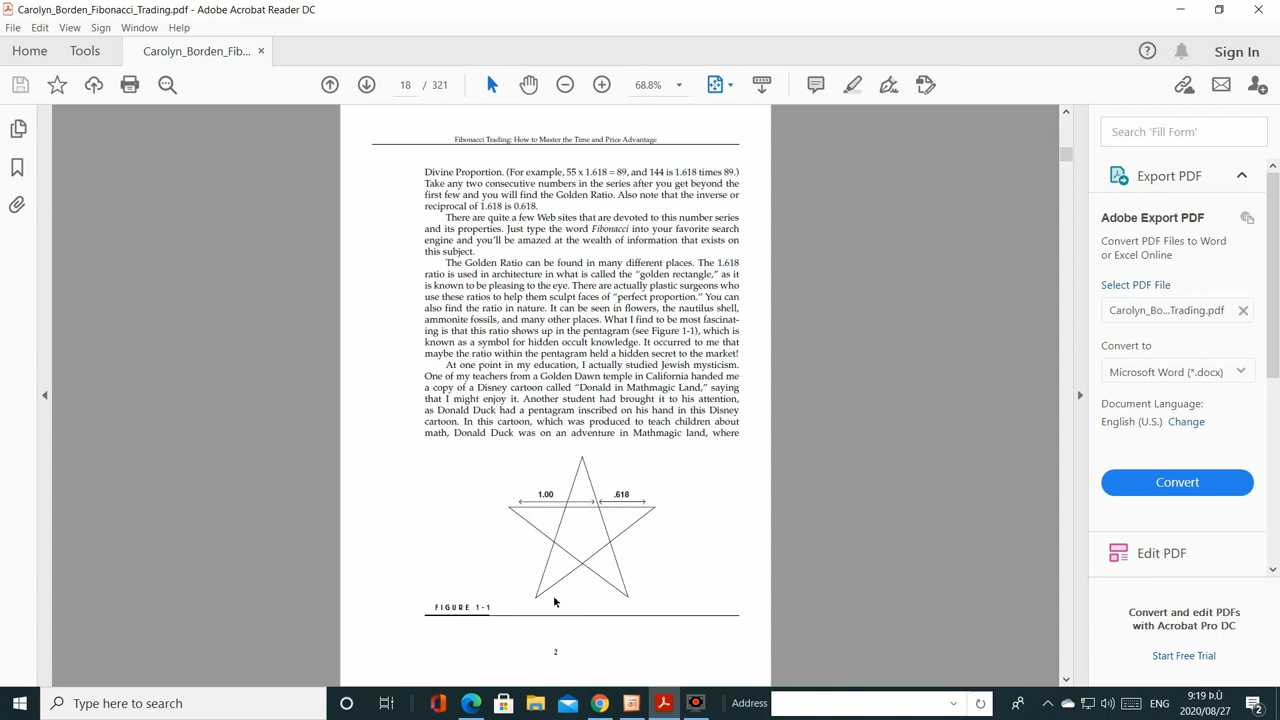 Carolyn_Borden_Fibonacci_Trading.pdf - Adobe Acrobat Reader DC
File Edit View Sign Window Help
Home Tools Carolyn_Borden_Fib... × Sign In
18 / 321 68.8%
Fibonacci Trading: How to Master the Time and Price Advantage
Divine Proportion. (For example, 55 x 1.618 = 89, and 144 is 1.618 times 89.)
Take any two consecutive numbers in the series after you get beyond the
first few and you will find the Golden Ratio. Also note that the inverse or
reciprocal of 1.618 is 0.618.
There are quite a few Web sites that are devoted to this number series
and its properties. Just type the word Fibonacci into your favorite search
engine and you'll be amazed at the wealth of information that exists on
this subject.
The Golden Ratio can be found in many different places. The 1.618
ratio is used in architecture in what is called the "golden rectangle," as it
is known to be pleasing to the eye. There are actually plastic surgeons who
use these ratios to help them sculpt faces of "perfect proportion." You can
also find the ratio in nature. It can be seen in flowers, the nautilus shell,
ammonite fossils, and many other places. What I find to be most fascinat-
ing is that this ratio shows up in the pentagram (see Figure 1-1), which is
known as a symbol for hidden occult knowledge. It occurred to me that
maybe the ratio within the pentagram held a hidden secret to the market!
At one point in my education, I actually studied Jewish mysticism.
One of my teachers from a Golden Dawn temple in California handed me
a copy of a Disney cartoon called "Donald in Mathmagic Land," saying
that I might enjoy it. Another student had brought it to his attention,
as Donald Duck had a pentagram inscribed on his hand in this Disney
cartoon. In this cartoon, which was produced to teach children about
math, Donald Duck was on an adventure in Mathmagic land, where
1.00 .618
FIGURE 1-1
2
Search 'Fill Form'
Export PDF
Adobe Export PDF
Convert PDF Files to Word
or Excel Online
Select PDF File
Carolyn_Bo...Trading.pdf
Convert to
Microsoft Word (*.docx)
Document Language:
English (U.S.) Change
Convert
Edit PDF
Convert and edit PDFs
with Acrobat Pro DC
Start Free Trial
Type here to search
Address
ENG
9:19 Þ.Ù
2020/08/27
2